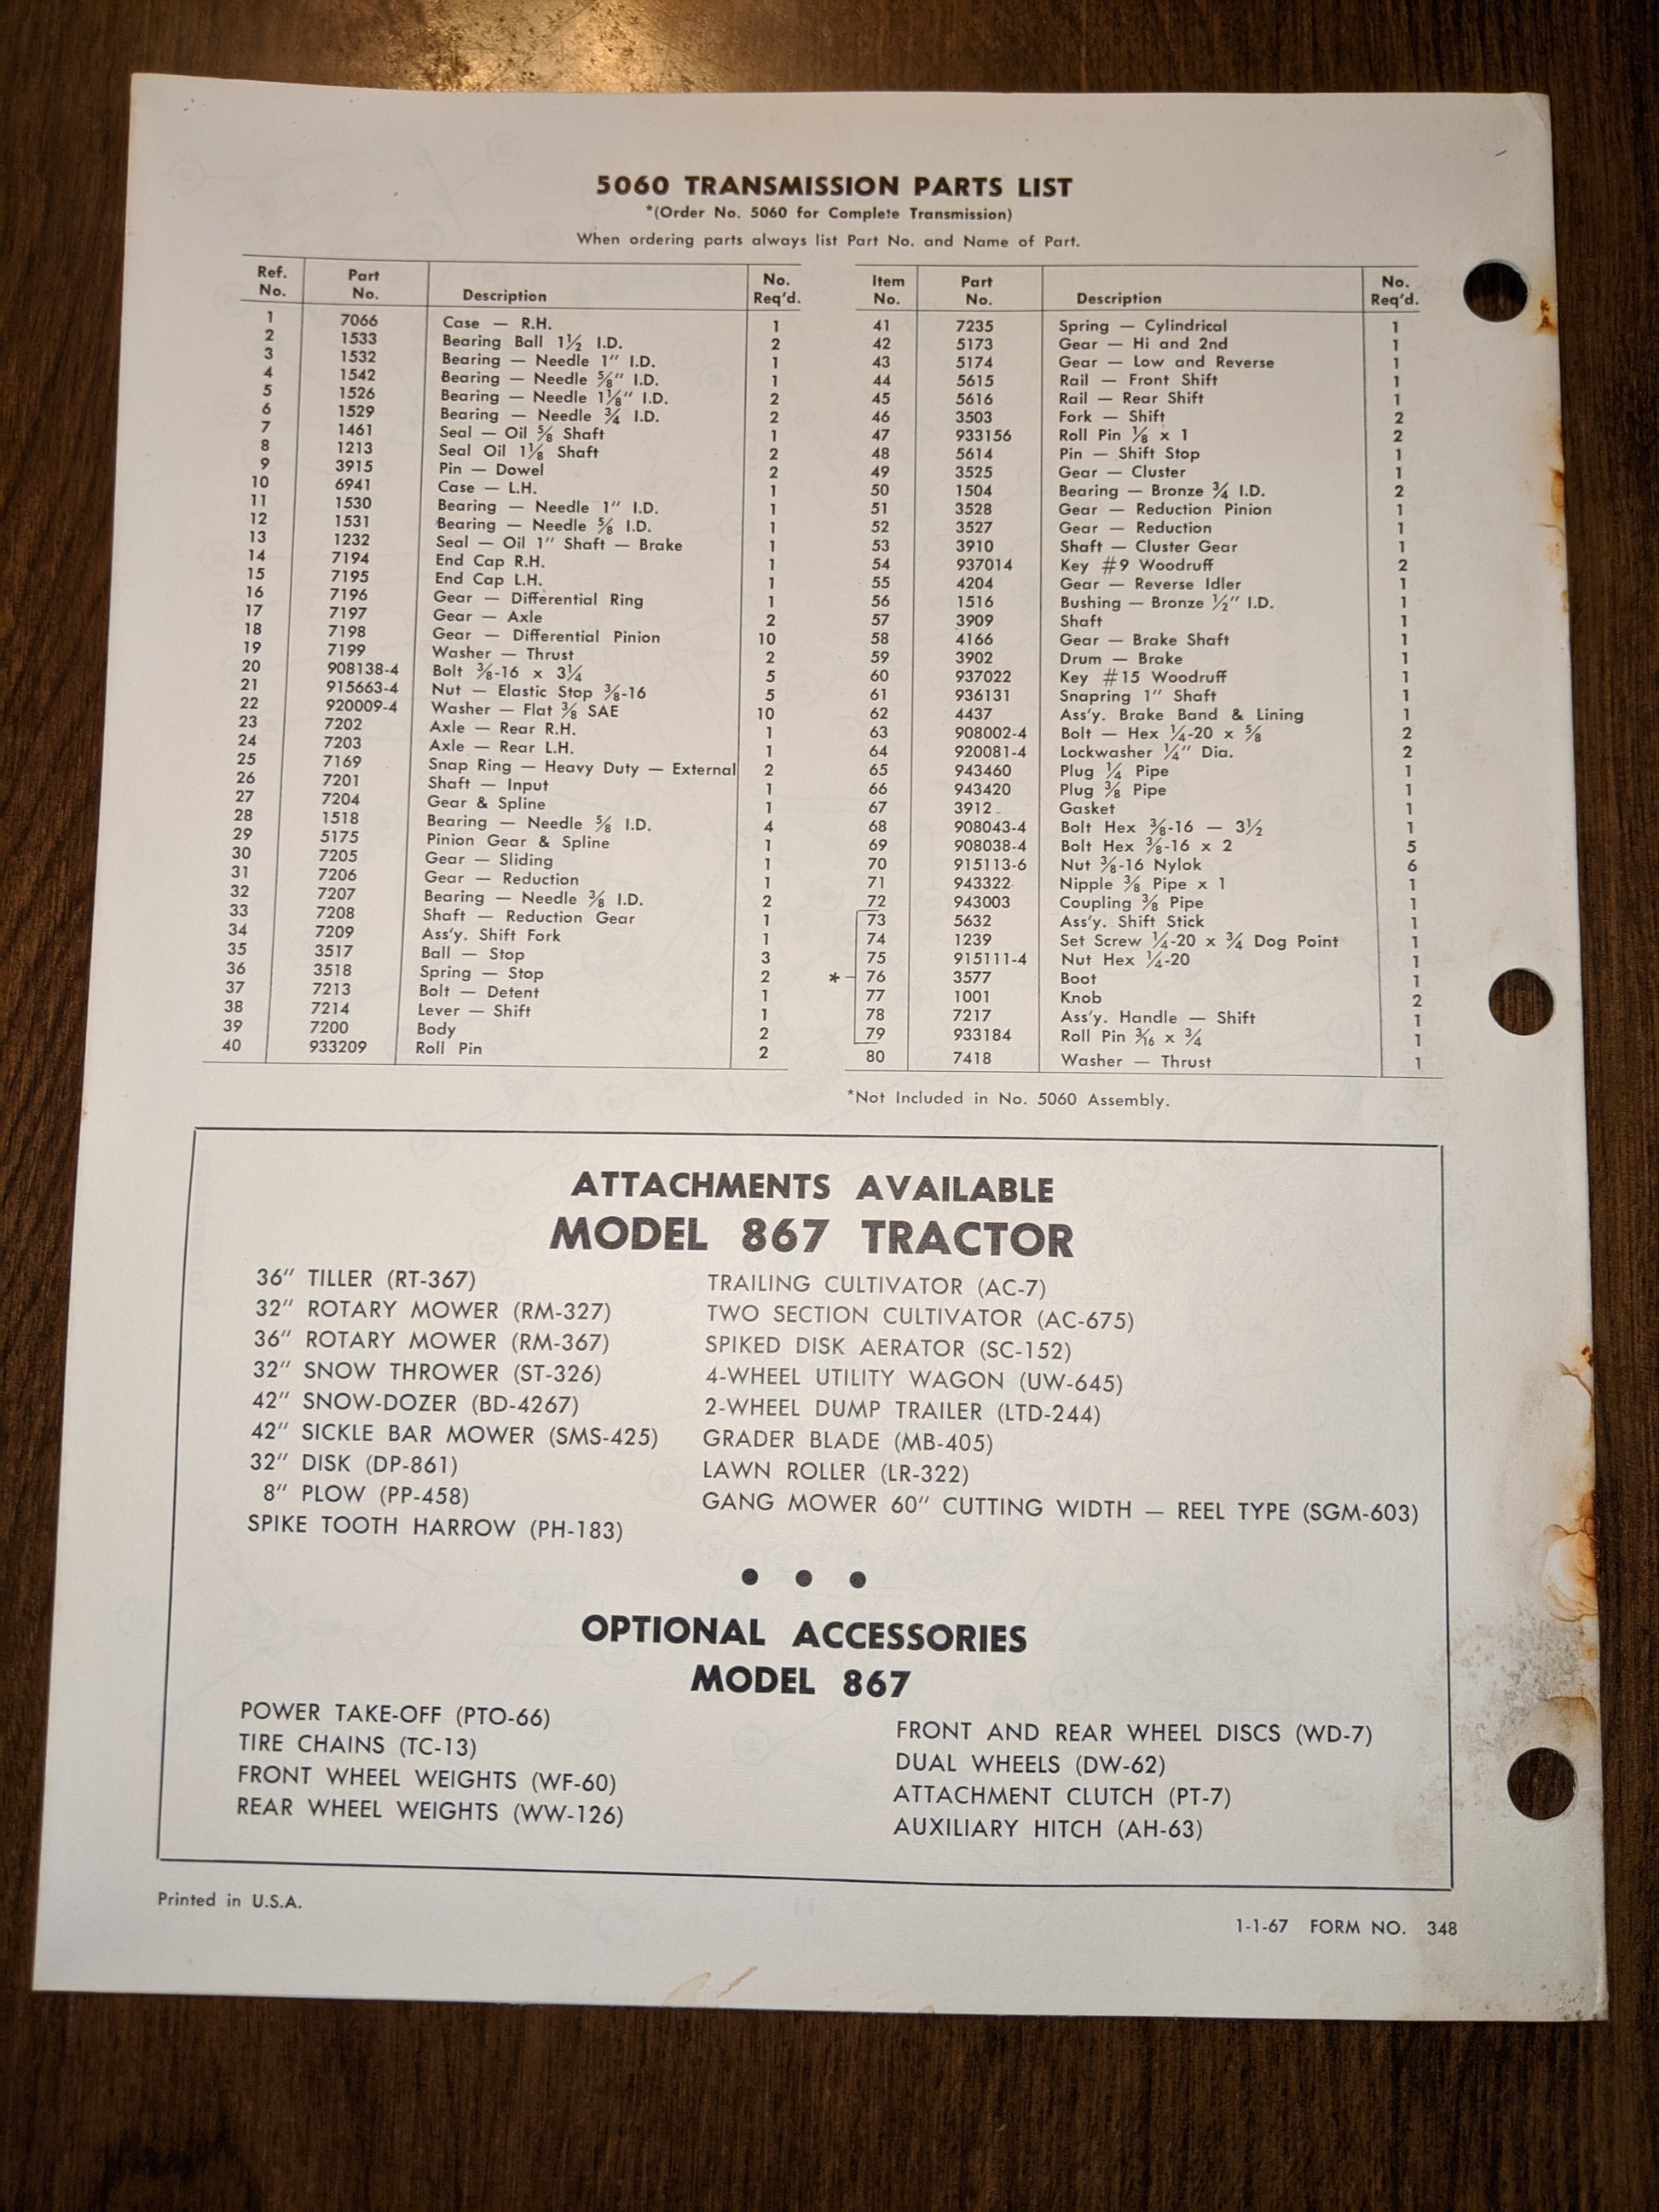 5060 TRANSMISSION PARTS LIST
*(Order No. 5060 for Complete Transmission)
When ordering parts always list Part No. and Name of Part.
Ref. No. Part No. Description No. Req'd.
1 7066 Case — R.H. 1
2 1533 Bearing Ball 1½ I.D. 2
3 1532 Bearing — Needle 1" I.D. 1
4 1542 Bearing — Needle ⅝" I.D. 1
5 1526 Bearing — Needle 1⅛" I.D. 2
6 1529 Bearing — Needle ¾ I.D. 2
7 1461 Seal — Oil ⅝ Shaft 1
8 1213 Seal Oil 1⅛ Shaft 2
9 3915 Pin — Dowel 2
10 6941 Case — L.H. 1
11 1530 Bearing — Needle 1" I.D. 1
12 1531 Bearing — Needle ⅝ I.D. 1
13 1232 Seal — Oil 1" Shaft — Brake 1
14 7194 End Cap R.H. 1
15 7195 End Cap L.H. 1
16 7196 Gear — Differential Ring 1
17 7197 Gear — Axle 2
18 7198 Gear — Differential Pinion 10
19 7199 Washer — Thrust 2
20 908138-4 Bolt ⅜-16 x 3¼ 5
21 915663-4 Nut — Elastic Stop ⅜-16 5
22 920009-4 Washer — Flat ⅜ SAE 10
23 7202 Axle — Rear R.H. 1
24 7203 Axle — Rear L.H. 1
25 7169 Snap Ring — Heavy Duty — External 2
26 7201 Shaft — Input 1
27 7204 Gear & Spline 1
28 1518 Bearing — Needle ⅝ I.D. 4
29 5175 Pinion Gear & Spline 1
30 7205 Gear — Sliding 1
31 7206 Gear — Reduction 1
32 7207 Bearing — Needle ⅜ I.D. 2
33 7208 Shaft — Reduction Gear 1
34 7209 Ass'y. Shift Fork 1
35 3517 Ball — Stop 3
36 3518 Spring — Stop 2
37 7213 Bolt — Detent 1
38 7214 Lever — Shift 1
39 7200 Body 2
40 933209 Roll Pin 2
Item No. Part No. Description No. Req'd.
41 7235 Spring — Cylindrical 1
42 5173 Gear — Hi and 2nd 1
43 5174 Gear — Low and Reverse 1
44 5615 Rail — Front Shift 1
45 5616 Rail — Rear Shift 1
46 3503 Fork — Shift 2
47 933156 Roll Pin ⅛ x 1 2
48 5614 Pin — Shift Stop 1
49 3525 Gear — Cluster 1
50 1504 Bearing — Bronze ¾ I.D. 2
51 3528 Gear — Reduction Pinion 1
52 3527 Gear — Reduction 1
53 3910 Shaft — Cluster Gear 1
54 937014 Key #9 Woodruff 2
55 4204 Gear — Reverse Idler 1
56 1516 Bushing — Bronze ½" I.D. 1
57 3909 Shaft 1
58 4166 Gear — Brake Shaft 1
59 3902 Drum — Brake 1
60 937022 Key #15 Woodruff 1
61 936131 Snapring 1" Shaft 1
62 4437 Ass'y. Brake Band & Lining 1
63 908002-4 Bolt — Hex ¼-20 x ⅝ 2
64 920081-4 Lockwasher ¼" Dia. 2
65 943460 Plug ¼ Pipe 1
66 943420 Plug ⅜ Pipe 1
67 3912 Gasket 1
68 908043-4 Bolt Hex ⅜-16 — 3½ 1
69 908038-4 Bolt Hex ⅜-16 x 2 5
70 915113-6 Nut ⅜-16 Nylok 6
71 943322 Nipple ⅜ Pipe x 1 1
72 943003 Coupling ⅜ Pipe 1
73 5632 Ass'y. Shift Stick 1
74 1239 Set Screw ¼-20 x ¾ Dog Point 1
75 915111-4 Nut Hex ¼-20 1
* 76 3577 Boot 1
77 1001 Knob 2
78 7217 Ass'y. Handle — Shift 1
79 933184 Roll Pin 3⁄16 x ¾ 1
80 7418 Washer — Thrust 1
*Not Included in No. 5060 Assembly.
ATTACHMENTS AVAILABLE
MODEL 867 TRACTOR
36" TILLER (RT-367)
32" ROTARY MOWER (RM-327)
36" ROTARY MOWER (RM-367)
32" SNOW THROWER (ST-326)
42" SNOW-DOZER (BD-4267)
42" SICKLE BAR MOWER (SMS-425)
32" DISK (DP-861)
8" PLOW (PP-458)
SPIKE TOOTH HARROW (PH-183)
TRAILING CULTIVATOR (AC-7)
TWO SECTION CULTIVATOR (AC-675)
SPIKED DISK AERATOR (SC-152)
4-WHEEL UTILITY WAGON (UW-645)
2-WHEEL DUMP TRAILER (LTD-244)
GRADER BLADE (MB-405)
LAWN ROLLER (LR-322)
GANG MOWER 60" CUTTING WIDTH — REEL TYPE (SGM-603)
• • •
OPTIONAL ACCESSORIES
MODEL 867
POWER TAKE-OFF (PTO-66)
TIRE CHAINS (TC-13)
FRONT WHEEL WEIGHTS (WF-60)
REAR WHEEL WEIGHTS (WW-126)
FRONT AND REAR WHEEL DISCS (WD-7)
DUAL WHEELS (DW-62)
ATTACHMENT CLUTCH (PT-7)
AUXILIARY HITCH (AH-63)
Printed in U.S.A.
1-1-67 FORM NO. 348